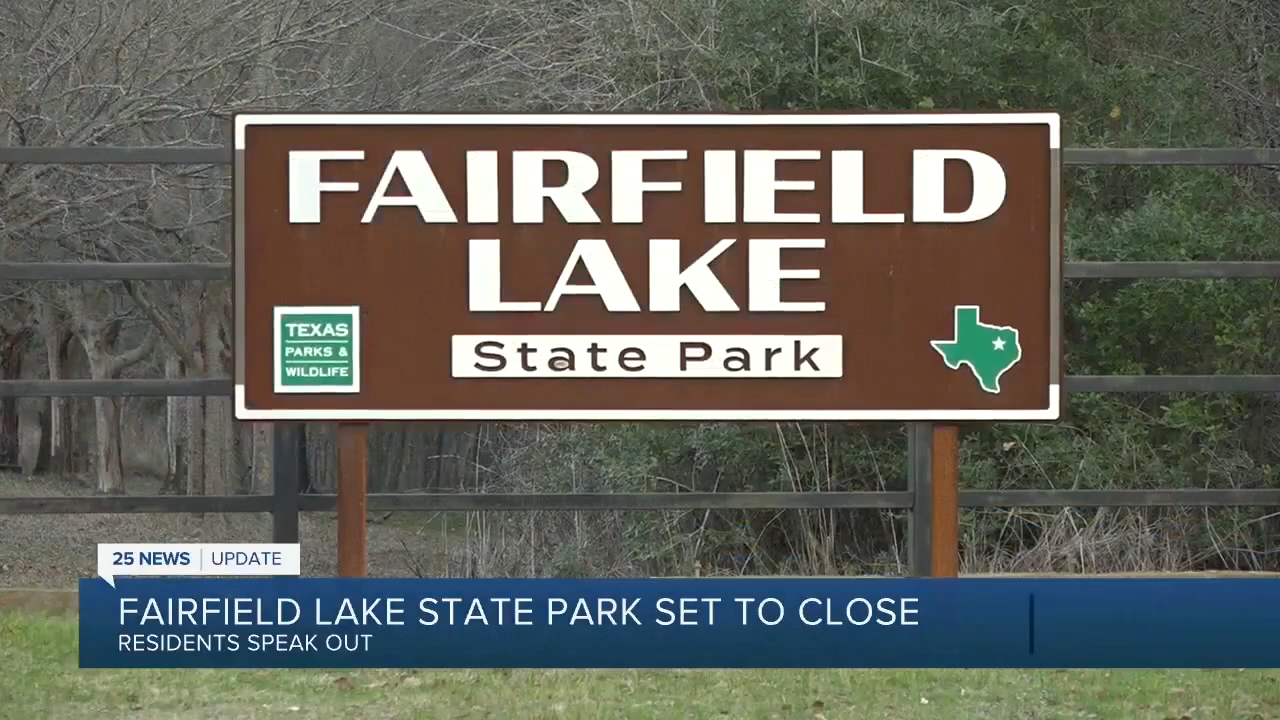 FAIRFIELD
LAKE
State Park
TEXAS
PARKS &
WILDLIFE
25 NEWS | UPDATE
FAIRFIELD LAKE STATE PARK SET TO CLOSE
RESIDENTS SPEAK OUT